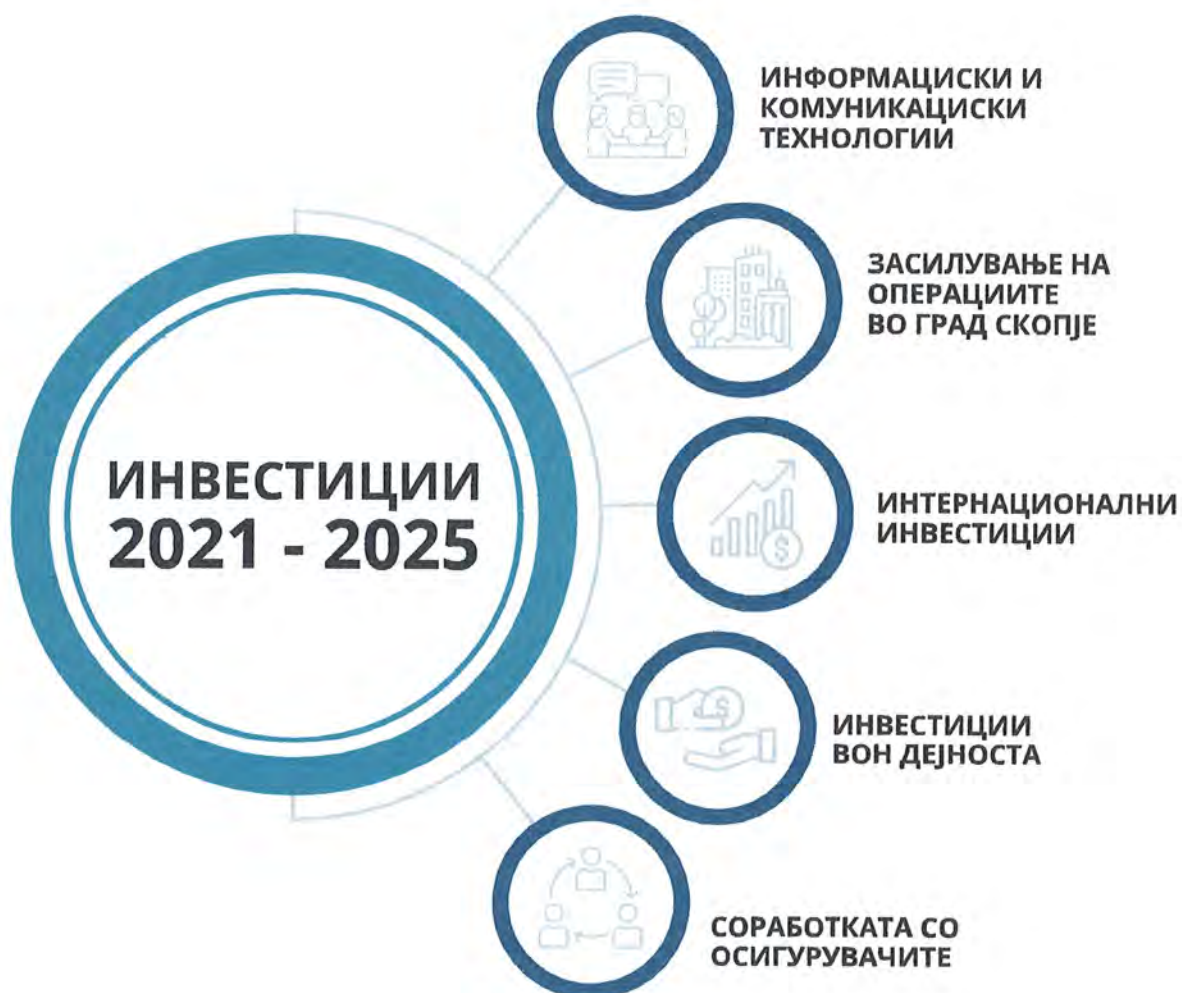 ИНФОРМАЦИСКИ И
КОМУНИКАЦИСКИ
ТЕХНОЛОГИИ
ЗАСИЛУВАЊЕ НА
ОПЕРАЦИИТЕ
ВО ГРАД СКОПЈЕ
ИНВЕСТИЦИИ
2021 - 2025
ИНТЕРНАЦИОНАЛНИ
ИНВЕСТИЦИИ
ИНВЕСТИЦИИ
ВОН ДЕЈНОСТА
СОРАБОТКАТА СО
ОСИГУРУВАЧИТЕ